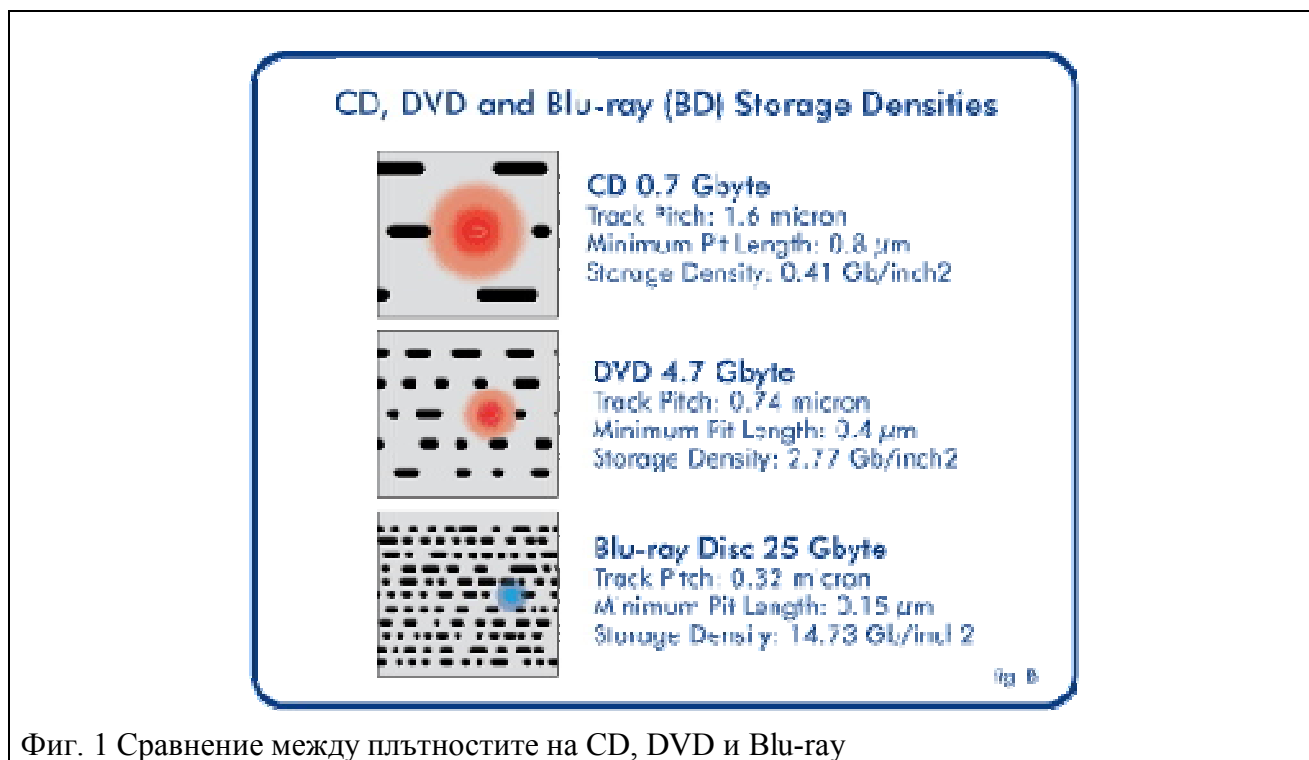 CD, DVD and Blu-ray (BD) Storage Densities
CD 0.7 Gbyte
Track Pitch: 1.6 micron
Minimum Pit Length: 0.8 µm
Storage Density: 0.41 Gb/inch2
DVD 4.7 Gbyte
Track Pitch: 0.74 micron
Minimum Pit Length: 0.4 µm
Storage Density: 2.77 Gb/inch2
Blu-ray Disc 25 Gbyte
Track Pitch: 0.32 micron
Minimum Pit Length: 0.15 µm
Storage Density: 14.73 Gb/inch2
Fig. B
Фиг. 1 Сравнение между плътностите на CD, DVD и Blu-ray